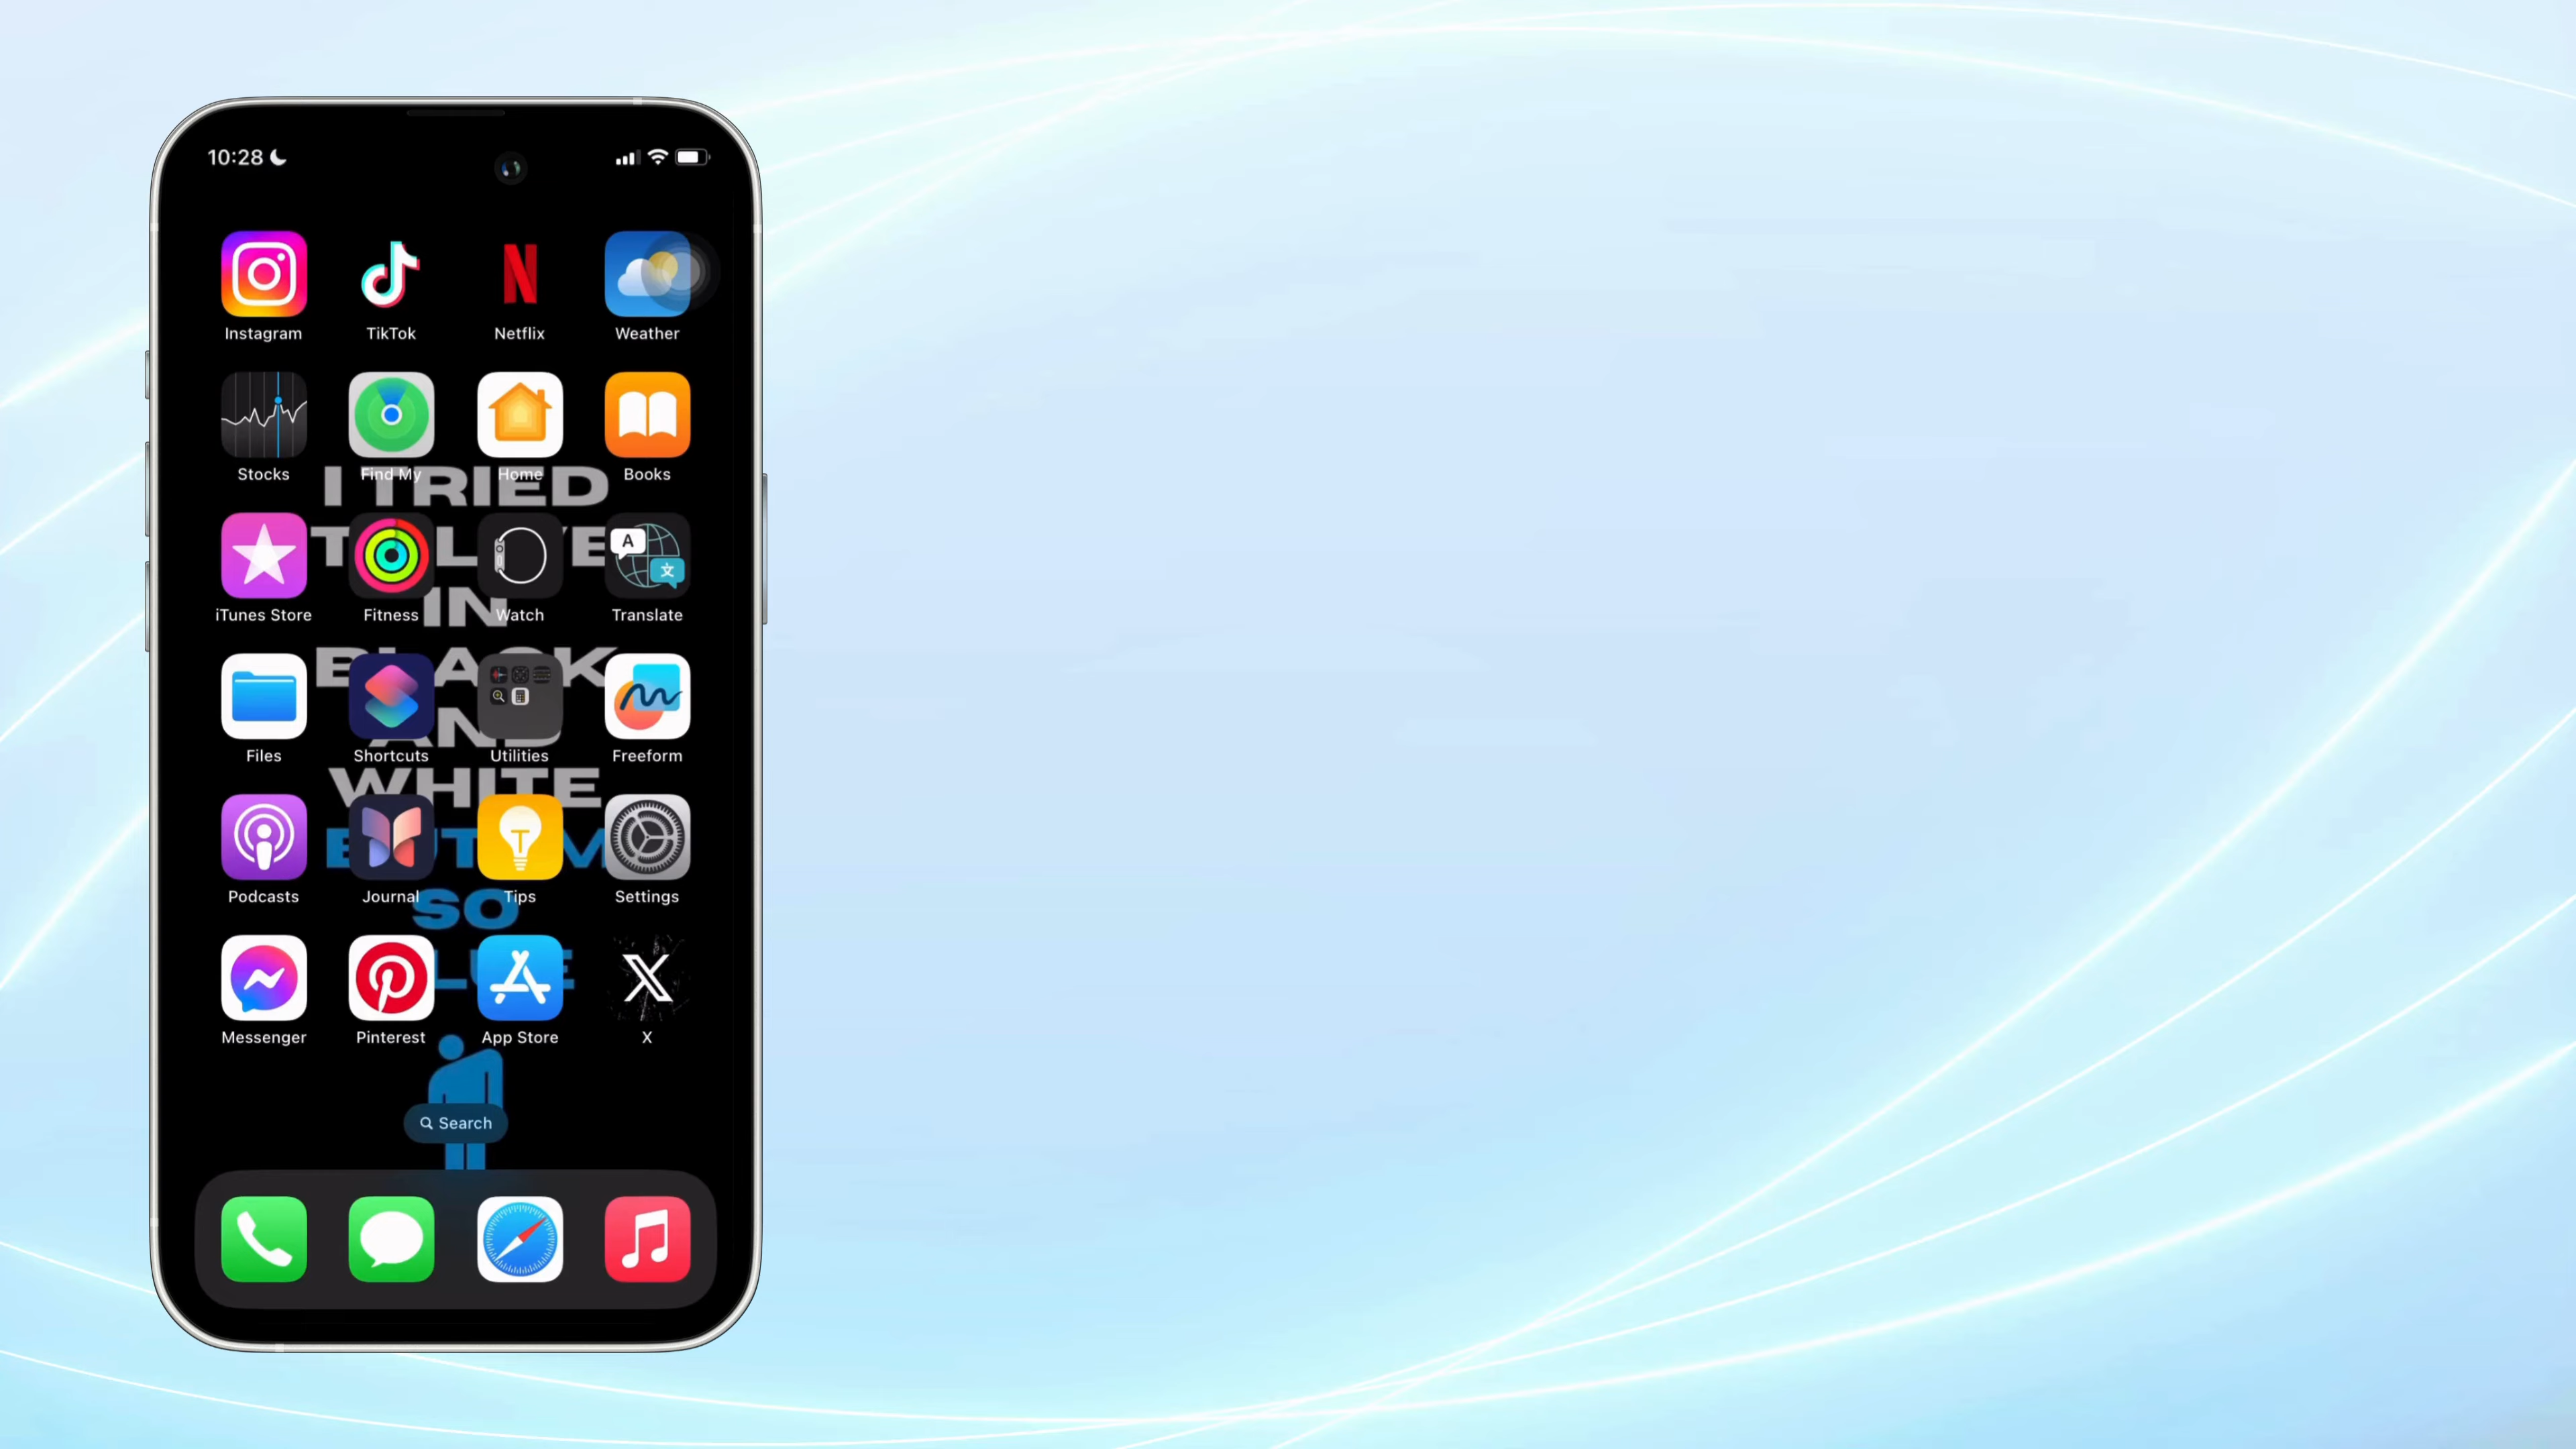 10:28
Instagram TikTok Netflix Weather
Stocks Find My Home Books
I TRIED
iTunes Store Fitness Watch Translate
IN
Files Shortcuts Utilities Freeform
AND
WHITE
Podcasts Journal Tips Settings
SO
Messenger Pinterest App Store X
Search